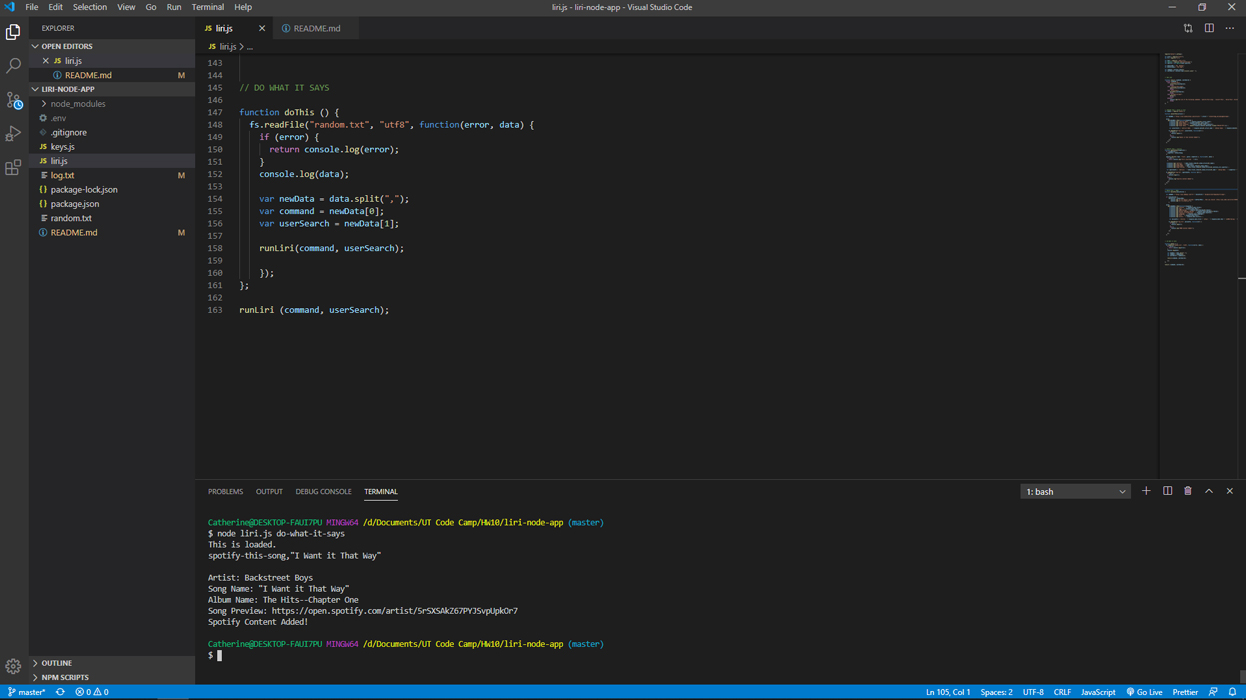 File Edit Selection View Go Run Terminal Help
liri.js - liri-node-app - Visual Studio Code
EXPLORER
OPEN EDITORS
JS liri.js
README.md M
LIRI-NODE-APP
node_modules
.env
.gitignore
JS keys.js
JS liri.js
log.txt M
{} package-lock.json
{} package.json
random.txt
README.md M
OUTLINE
NPM SCRIPTS
JS liri.js README.md
JS liri.js > ...
143
144
145 // DO WHAT IT SAYS
146
147 function doThis () {
148 fs.readFile("random.txt", "utf8", function(error, data) {
149 if (error) {
150 return console.log(error);
151 }
152 console.log(data);
153
154 var newData = data.split(",");
155 var command = newData[0];
156 var userSearch = newData[1];
157
158 runLiri(command, userSearch);
159
160 });
161 };
162
163 runLiri (command, userSearch);
PROBLEMS OUTPUT DEBUG CONSOLE TERMINAL
1: bash
Catherine@DESKTOP-FAUI7PU MINGW64 /d/Documents/UT Code Camp/HW10/liri-node-app (master)
$ node liri.js do-what-it-says
This is loaded.
spotify-this-song,"I Want it That Way"
Artist: Backstreet Boys
Song Name: "I Want it That Way"
Album Name: The Hits--Chapter One
Song Preview: https://open.spotify.com/artist/5rSXSAkZ67PYJSvpUpkOr7
Spotify Content Added!
Catherine@DESKTOP-FAUI7PU MINGW64 /d/Documents/UT Code Camp/HW10/liri-node-app (master)
$
master* 0 0
Ln 105, Col 1 Spaces: 2 UTF-8 CRLF JavaScript Go Live Prettier